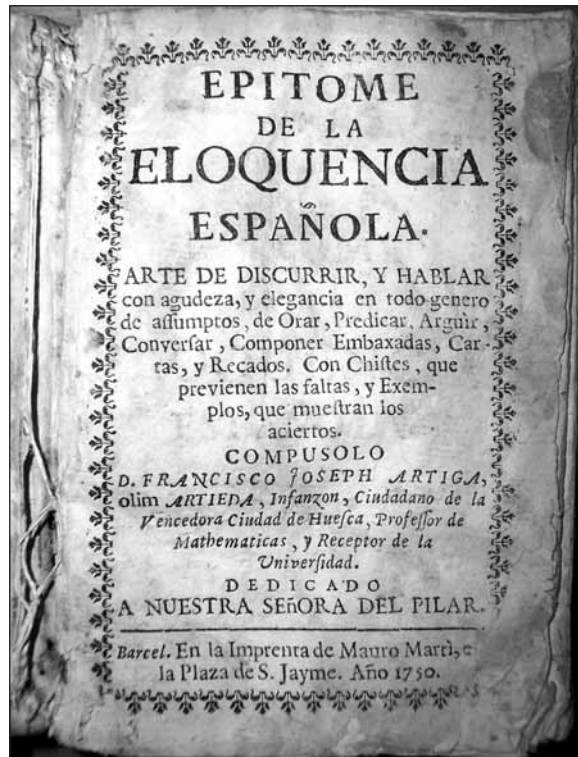 EPITOME
DE LA
ELOQUENCIA
ESPAÑOLA.
ARTE DE DISCURRIR, Y HABLAR
con agudeza, y elegancia en todo genero
de aſſumptos, de Orar, Predicar, Arguìr,
Converſar, Componer Embaxadas, Car-
tas, y Recados. Con Chiſtes, que
previenen las faltas, y Exem-
plos, que mueſtran los
aciertos.
COMPUSOLO
D. FRANCISCO JOSEPH ARTIGA,
olim ARTIEDA, Infanzon, Ciudadano de la
Vencedora Ciudad de Hueſca, Profeſſor de
Mathematicas, y Receptor de la
Univerſidad.
DEDICADO
A NUESTRA SEñORA DEL PILAR.
Barcel. En la Imprenta de Mauro Martì, e
la Plaza de S. Jayme. Año 1750.